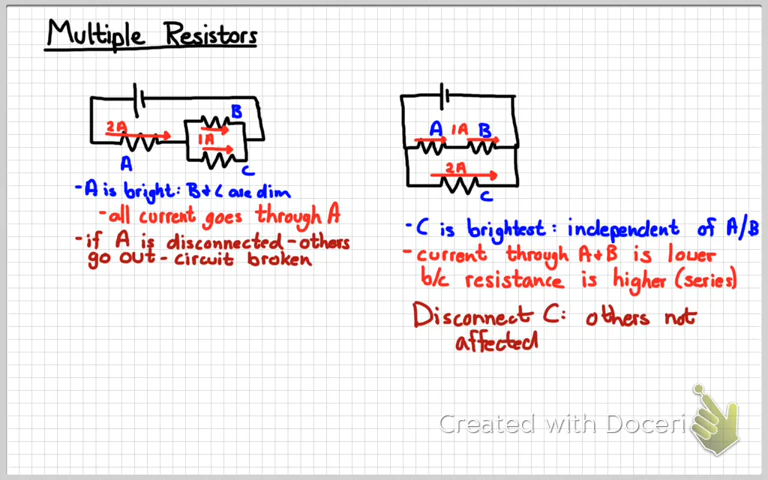 Multiple Resistors
2A
A
B
1A
C
- A is bright: B + C are dim
- all current goes through A
- if A is disconnected - others
go out - circuit broken
A 1A B
2A
C
- C is brightest: independent of A/B
- current through A + B is lower
b/c resistance is higher (series)
Disconnect C: others not
affected
Created with Doceri